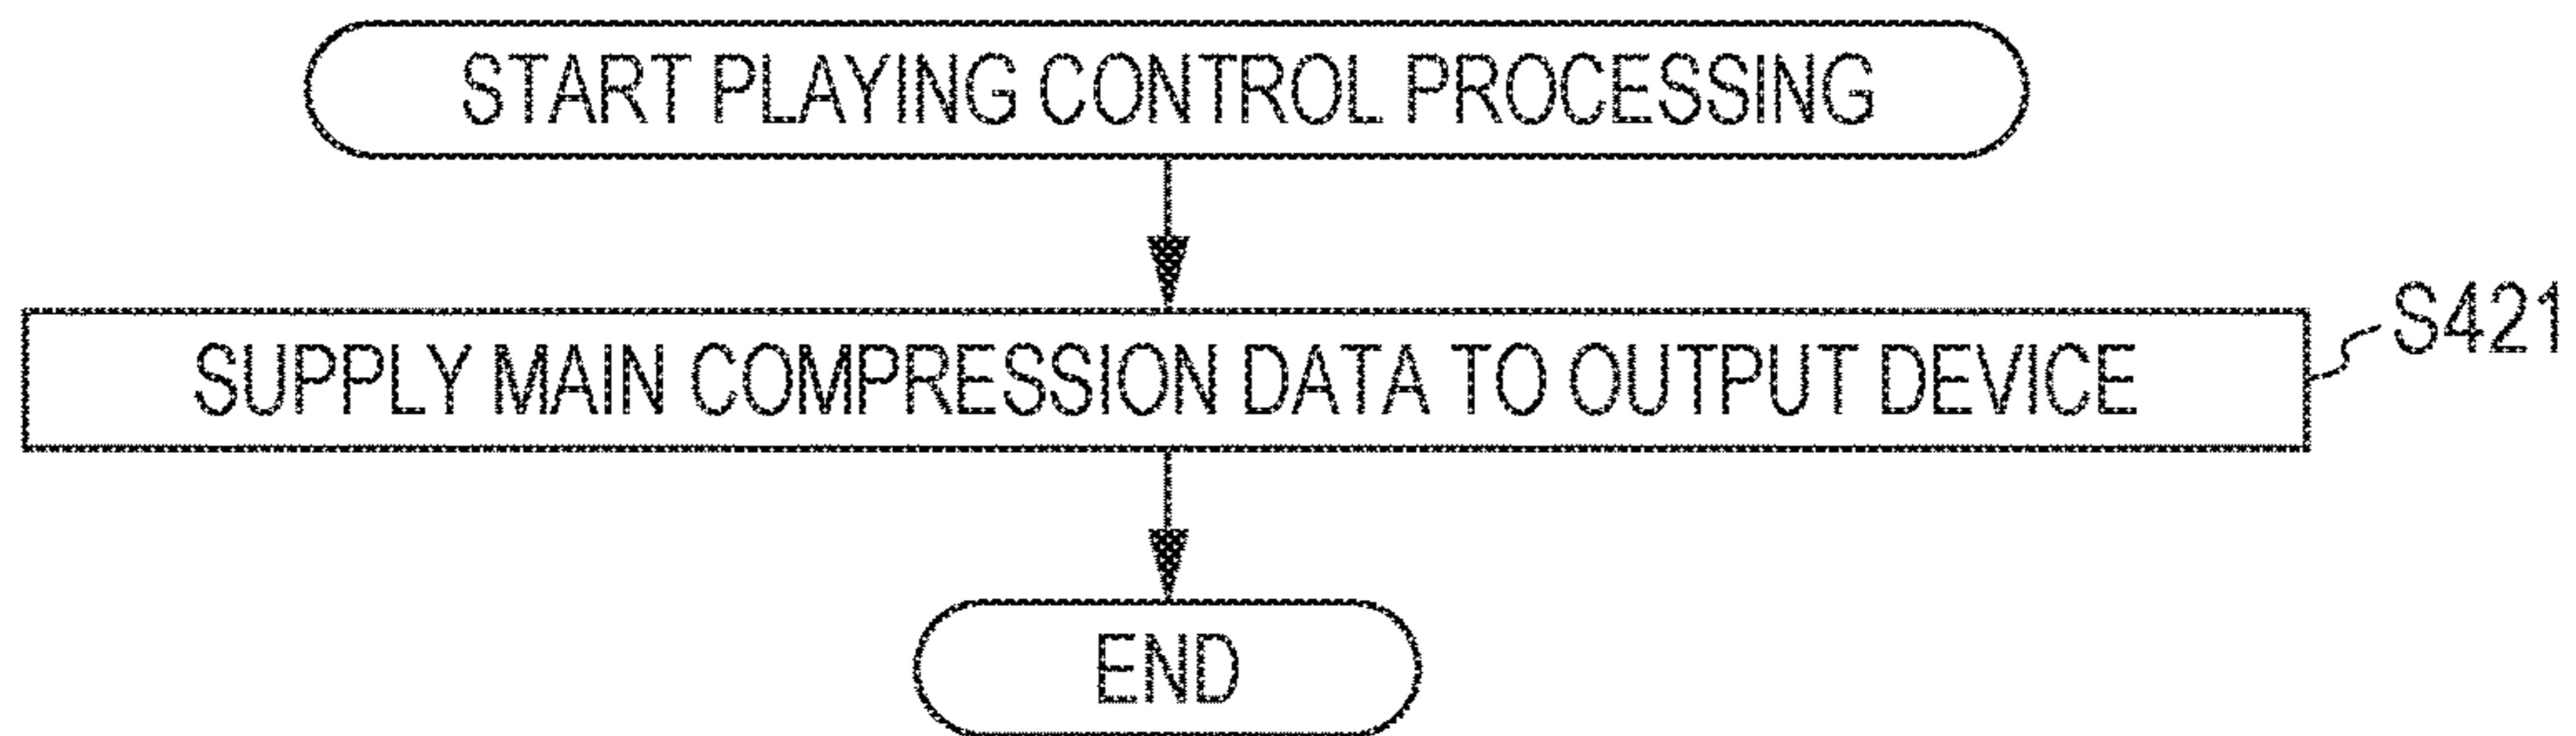 START PLAYING CONTROL PROCESSING
SUPPLY MAIN COMPRESSION DATA TO OUTPUT DEVICE
S421
END